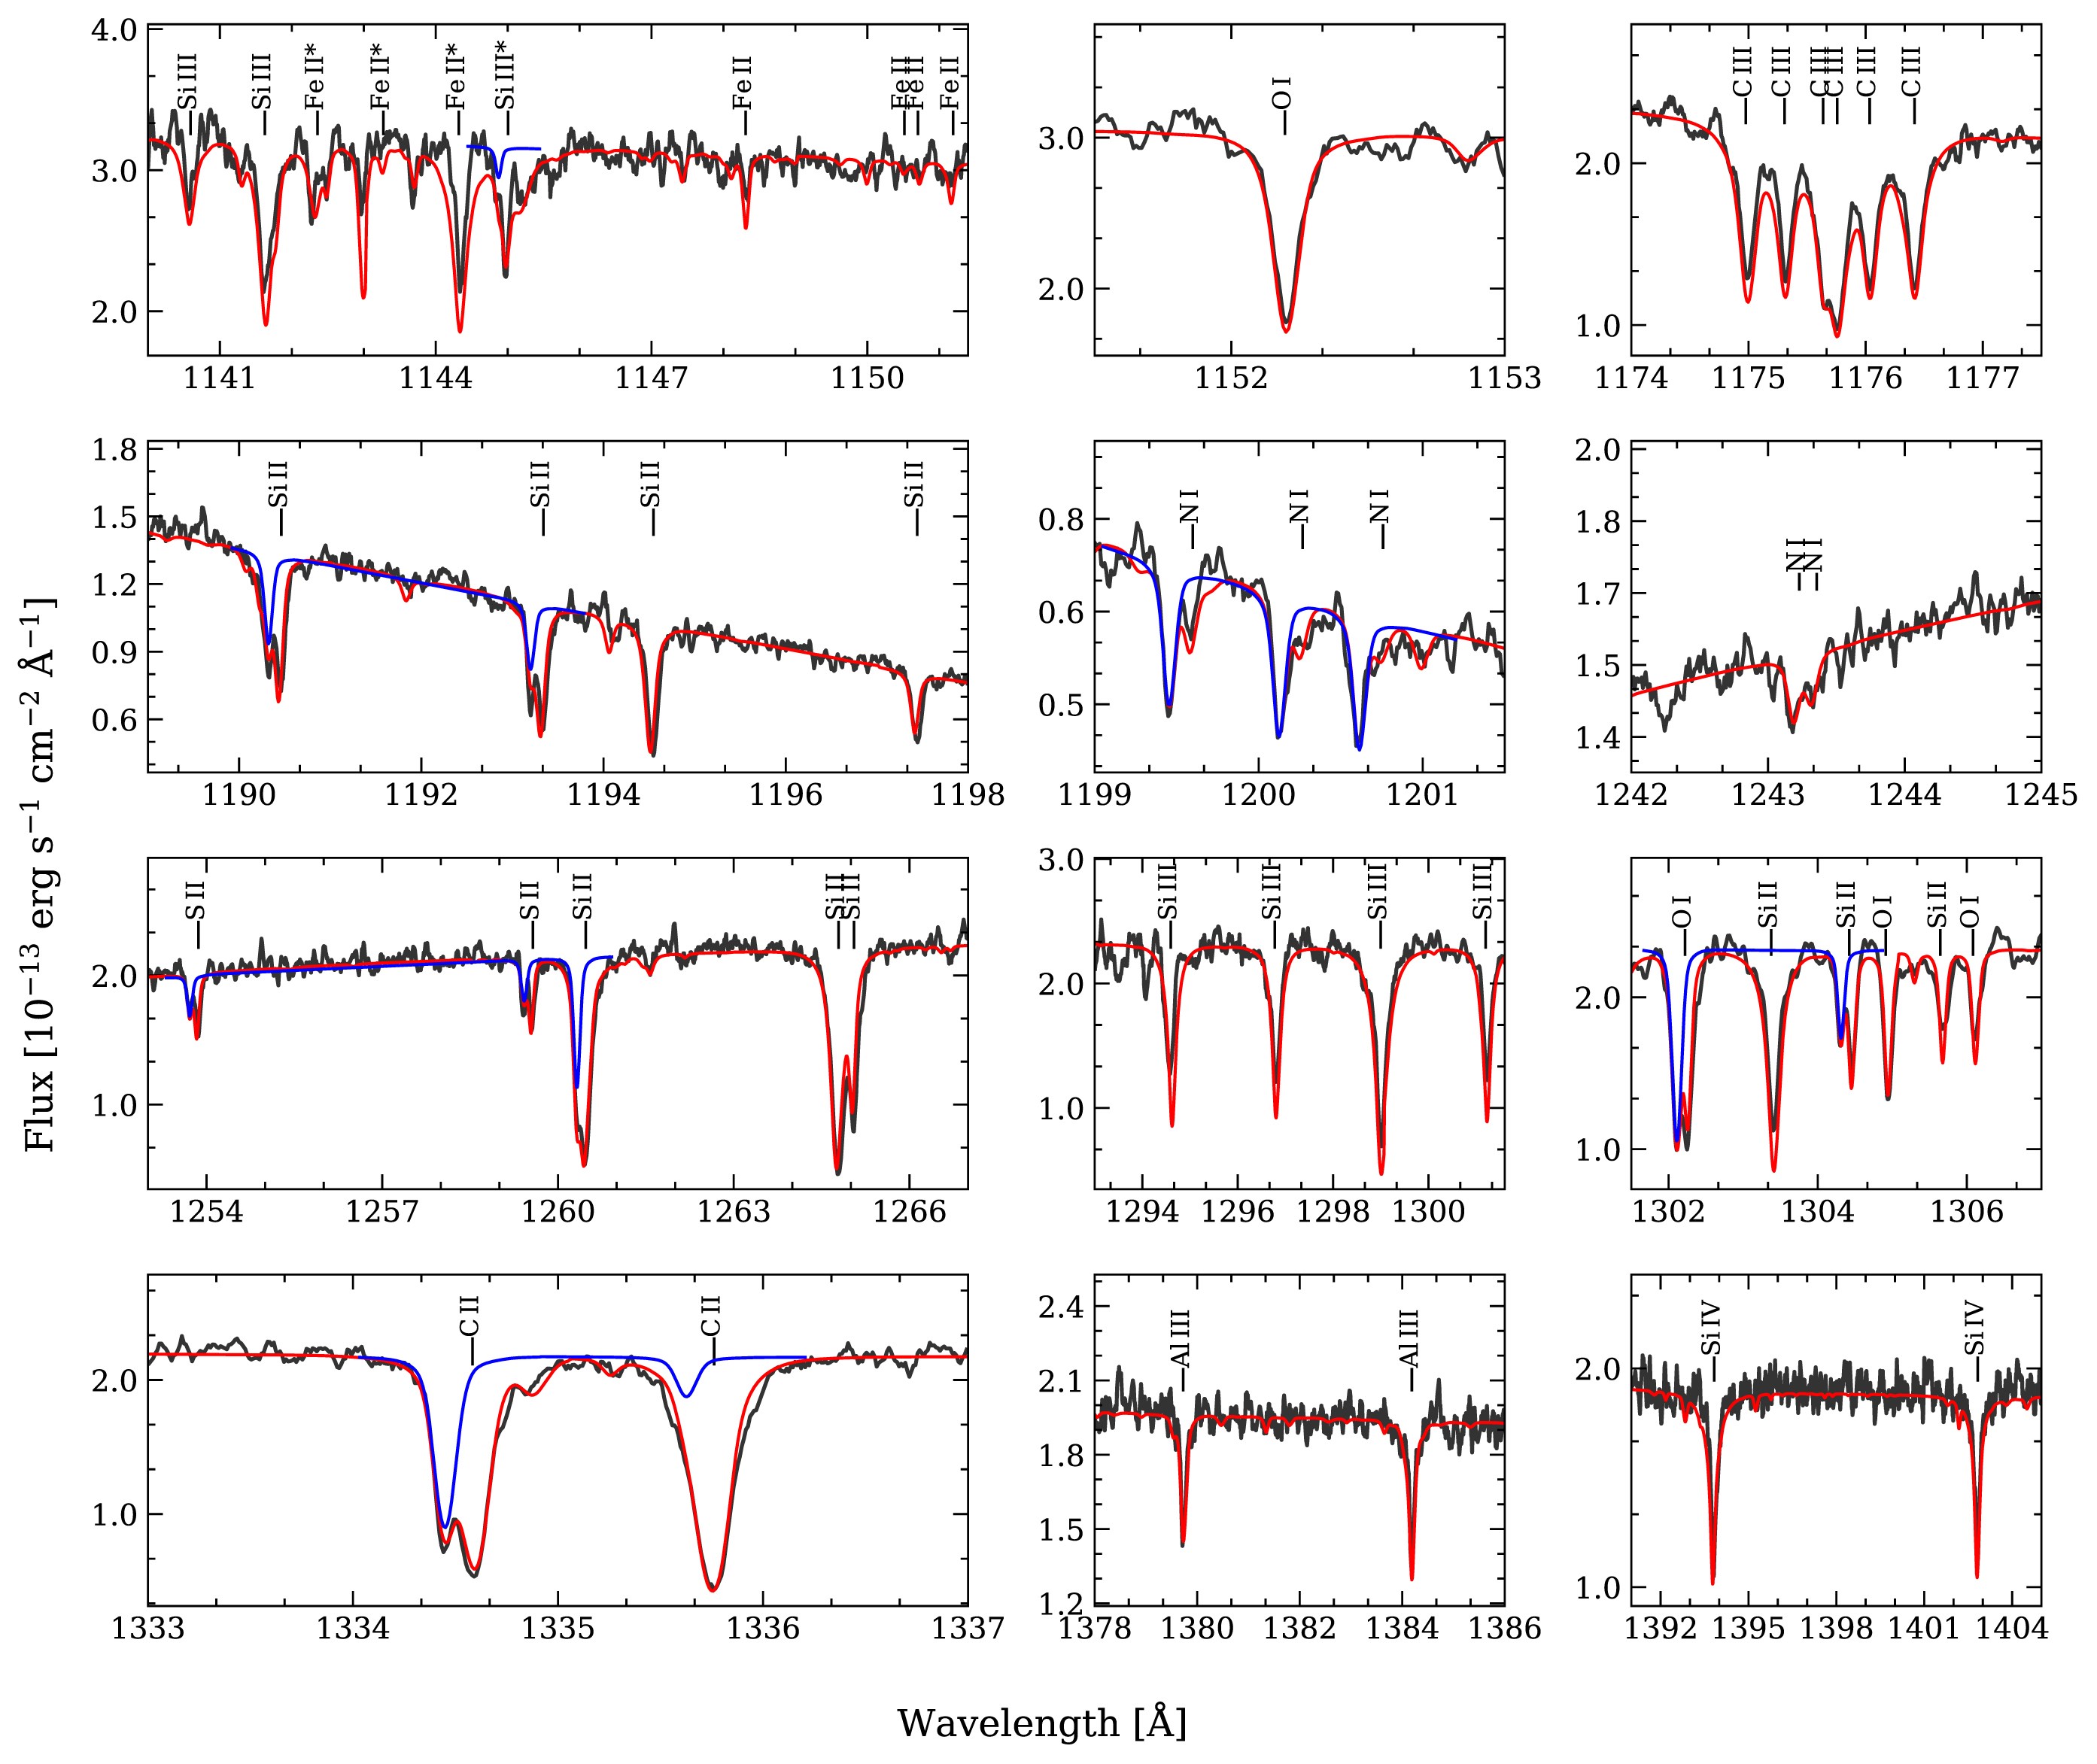 Flux [10⁻¹³ erg s⁻¹ cm⁻² Å⁻¹]
4.0
3.0
2.0
Si III
Si III
Fe II*
Fe II*
Fe II*
Si III*
Fe II
Fe II
Fe II
Fe II
1141 1144 1147 1150
3.0
2.0
O I
1152 1153
2.0
1.0
C III
C III
C III
C III
C III
C III
1174 1175 1176 1177
1.8
1.5
1.2
0.9
0.6
Si II
Si II
Si II
Si II
1190 1192 1194 1196 1198
0.8
0.6
0.5
N I
N I
N I
1199 1200 1201
2.0
1.8
1.7
1.5
1.4
N I
N I
1242 1243 1244 1245
2.0
1.0
S II
S II
Si II
Si II
Si II
1254 1257 1260 1263 1266
3.0
2.0
1.0
Si III
Si III
Si III
Si III
1294 1296 1298 1300
2.0
1.0
O I
Si II
Si II
O I
Si II
O I
1302 1304 1306
2.0
1.0
C II
C II
1333 1334 1335 1336 1337
2.4
2.1
1.8
1.5
1.2
Al III
Al III
1378 1380 1382 1384 1386
2.0
1.0
Si IV
Si IV
1392 1395 1398 1401 1404
Wavelength [Å]